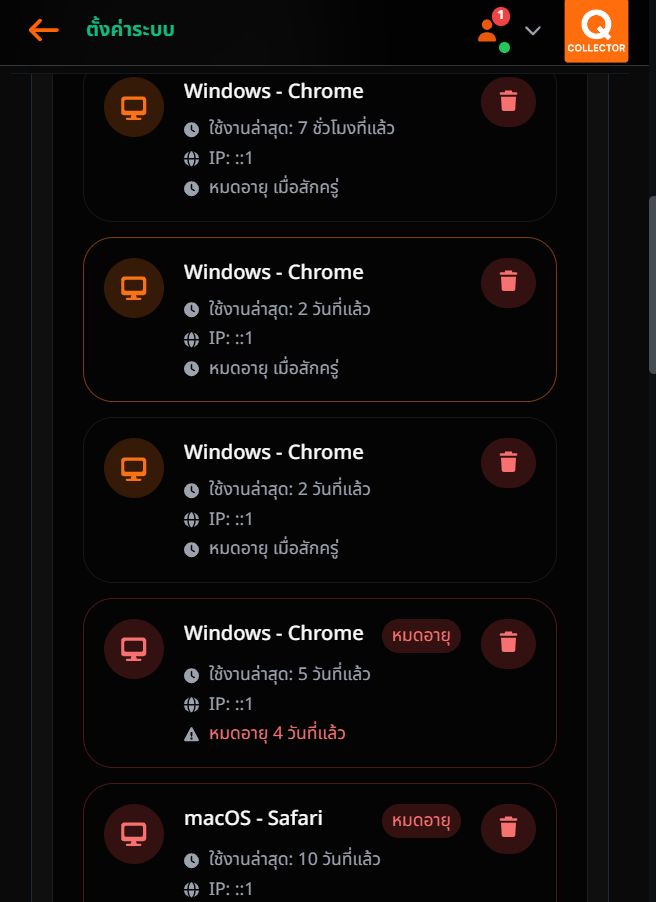 ตั้งค่าระบบ
1
Q
COLLECTOR
Windows - Chrome
ใช้งานล่าสุด: 7 ชั่วโมงที่แล้ว
IP: ::1
หมดอายุ เมื่อสักครู่
Windows - Chrome
ใช้งานล่าสุด: 2 วันที่แล้ว
IP: ::1
หมดอายุ เมื่อสักครู่
Windows - Chrome
ใช้งานล่าสุด: 2 วันที่แล้ว
IP: ::1
หมดอายุ เมื่อสักครู่
Windows - Chrome หมดอายุ
ใช้งานล่าสุด: 5 วันที่แล้ว
IP: ::1
หมดอายุ 4 วันที่แล้ว
macOS - Safari หมดอายุ
ใช้งานล่าสุด: 10 วันที่แล้ว
IP: ::1